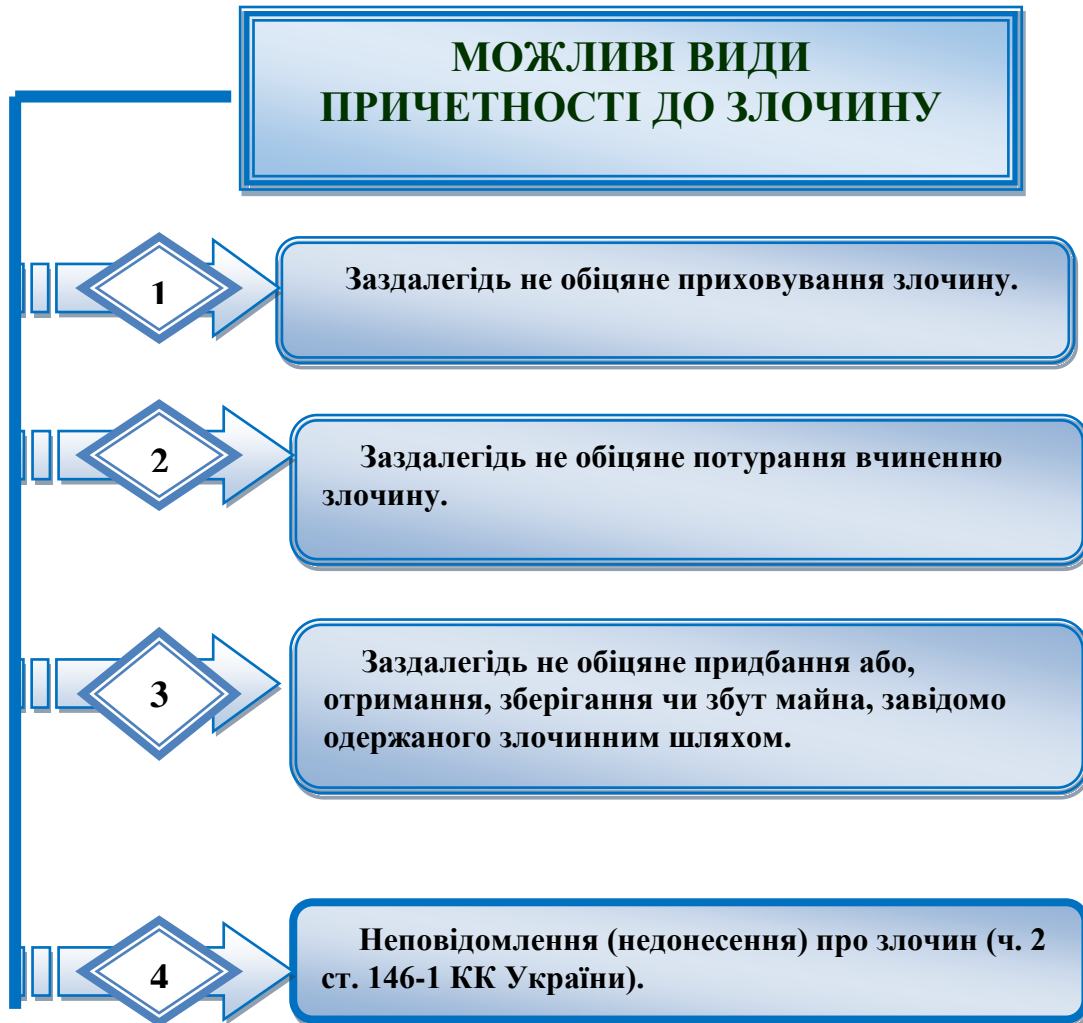 МОЖЛИВІ ВИДИ
ПРИЧЕТНОСТІ ДО ЗЛОЧИНУ
1
Заздалегідь не обіцяне приховування злочину.
2
Заздалегідь не обіцяне потурання вчиненню
злочину.
3
Заздалегідь не обіцяне придбання або,
отримання, зберігання чи збут майна, завідомо
одержаного злочинним шляхом.
4
Неповідомлення (недонесення) про злочин (ч. 2
ст. 146-1 КК України).